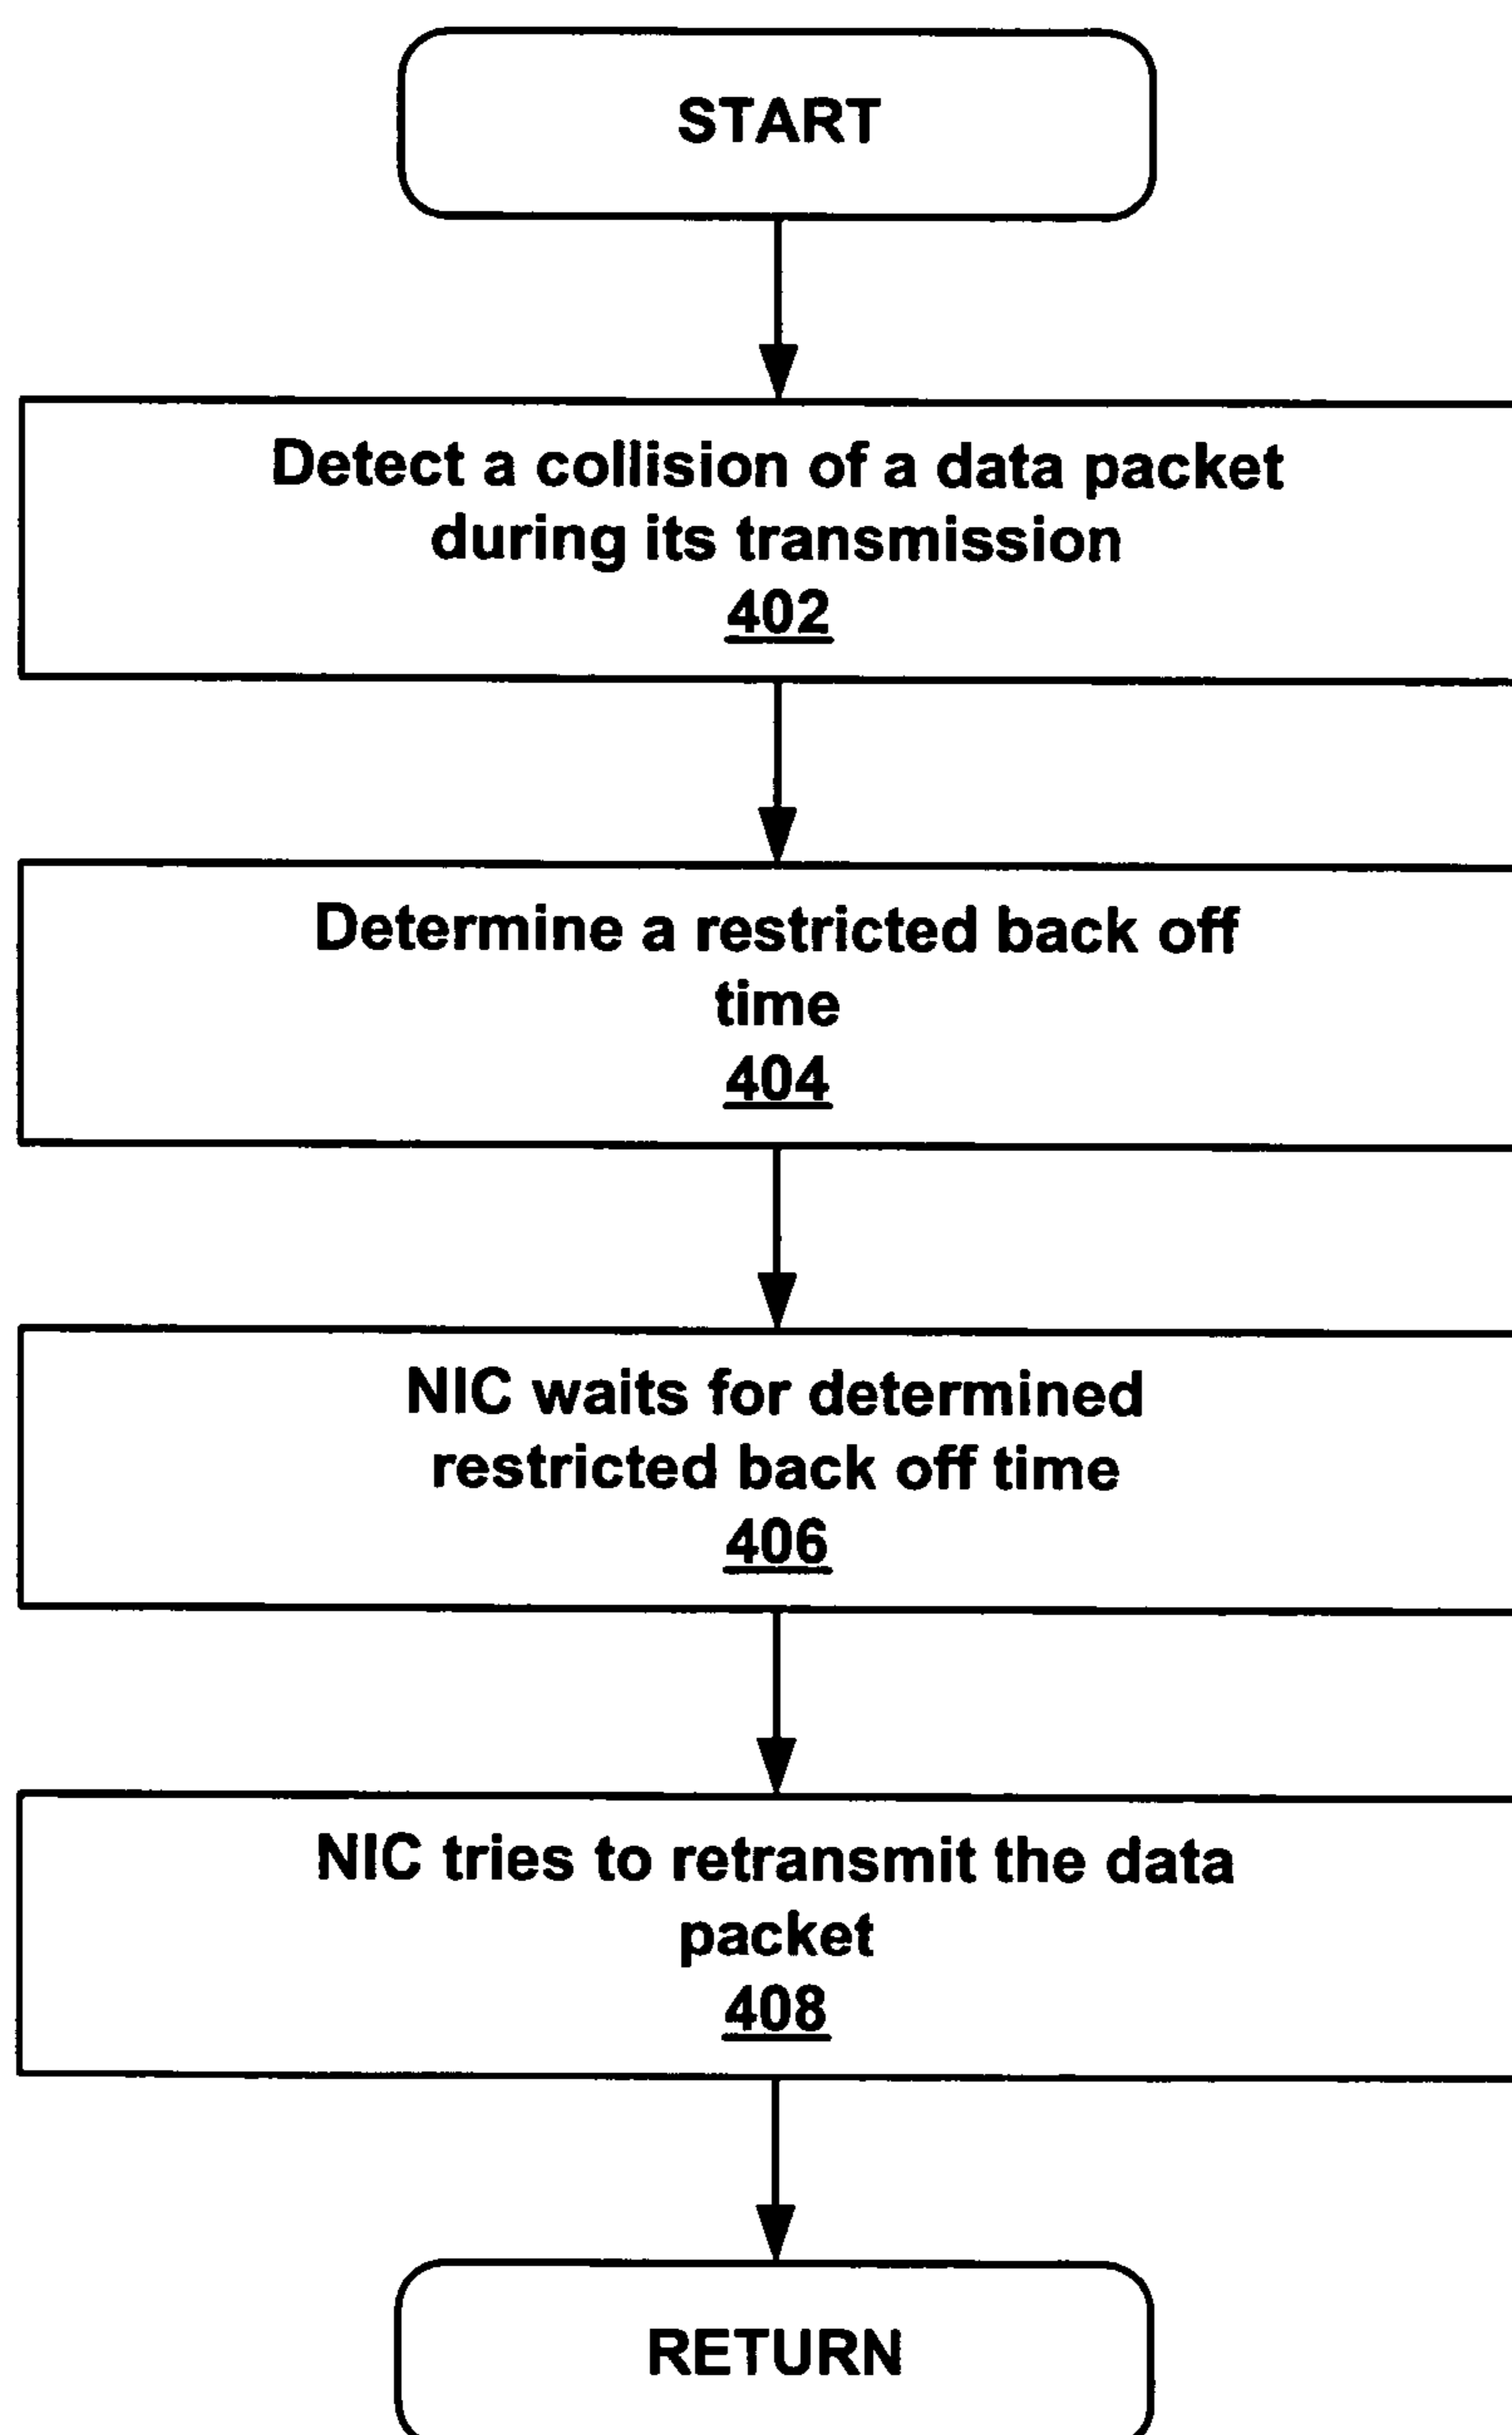 START
Detect a collision of a data packet
during its transmission
402
Determine a restricted back off
time
404
NIC waits for determined
restricted back off time
406
NIC tries to retransmit the data
packet
408
RETURN